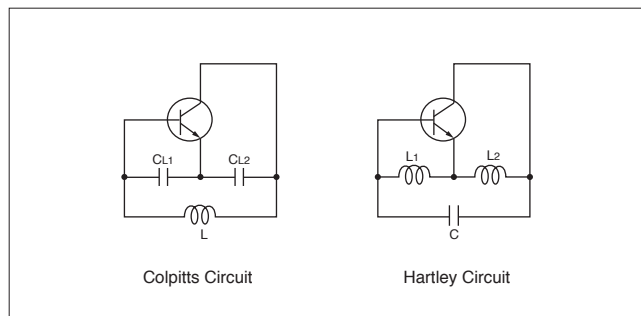 CL1
CL2
L
Colpitts Circuit
L1
L2
C
Hartley Circuit